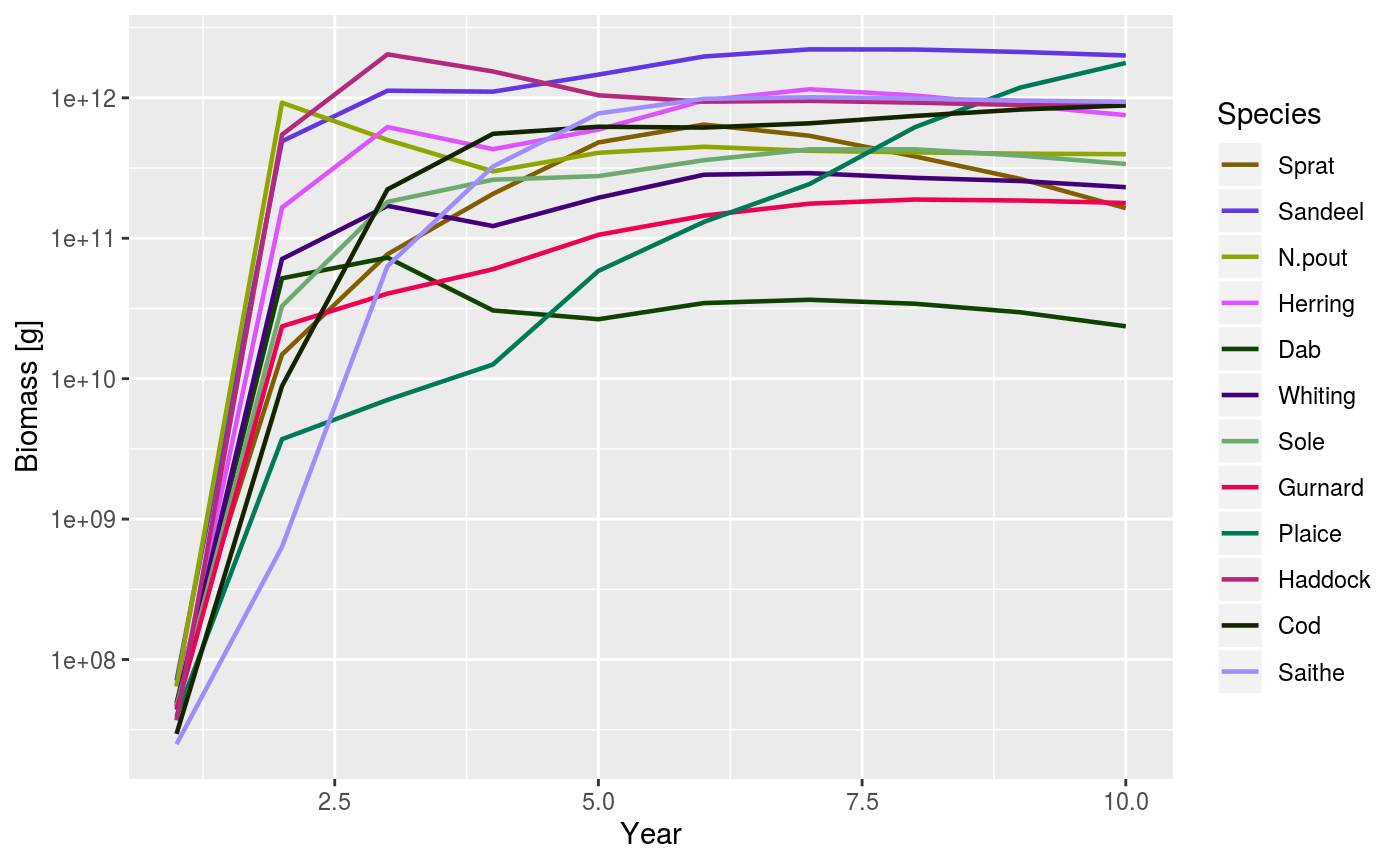 Biomass [g]
1e+12
1e+11
1e+10
1e+09
1e+08
2.5
5.0
7.5
10.0
Year
Species
Sprat
Sandeel
N.pout
Herring
Dab
Whiting
Sole
Gurnard
Plaice
Haddock
Cod
Saithe